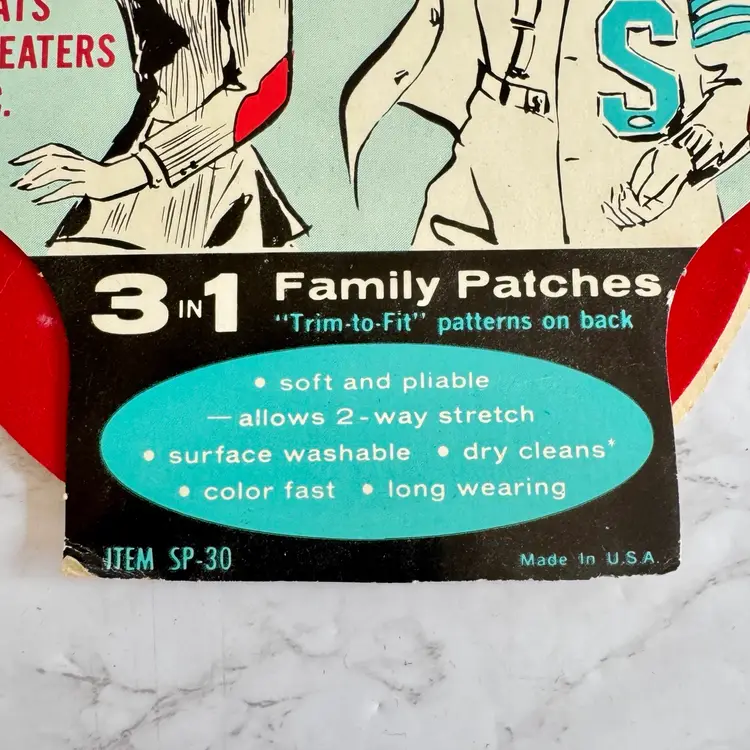 S
3 IN 1 Family Patches
"Trim-to-Fit" patterns on back
• soft and pliable
— allows 2-way stretch
• surface washable • dry cleans*
• color fast • long wearing
ITEM SP-30 Made In U.S.A.